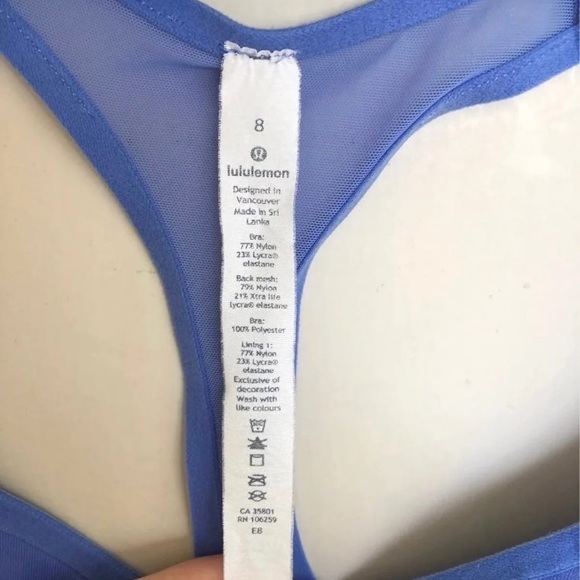 8
lululemon
Designed in
Vancouver
Made in Sri
Lanka
Bra:
77% Nylon
23% Lycra®
elastane
Back mesh:
79% Nylon
21% Xtra life
Lycra® elastane
Bra:
100% Polyester
Lining 1:
77% Nylon
23% Lycra®
elastane
Exclusive of
decoration
Wash with
like colours
CA 35801
RN 106259
E8